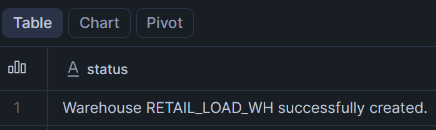 Table Chart Pivot
A status
1 Warehouse RETAIL_LOAD_WH successfully created.